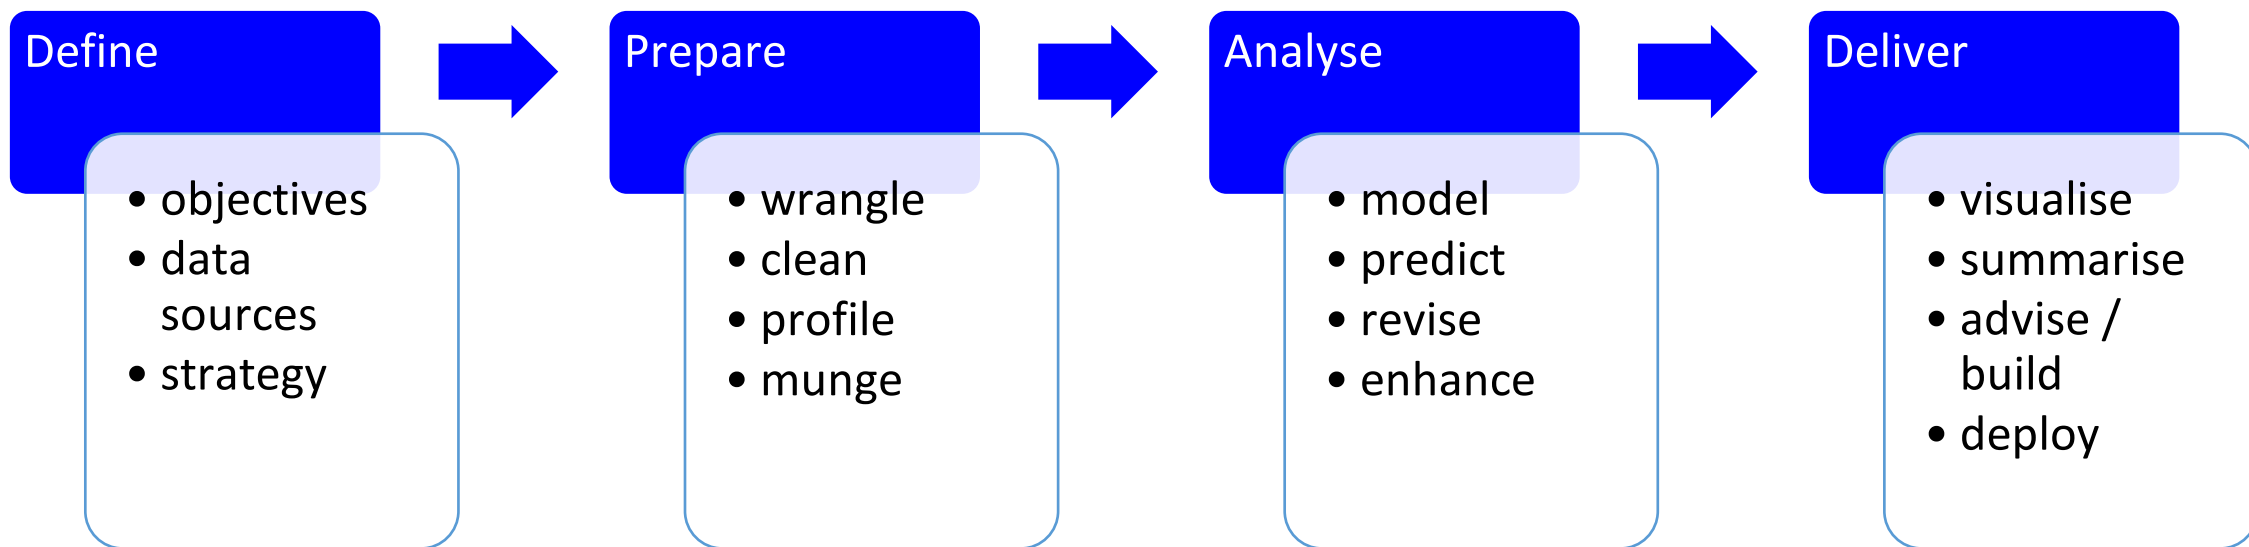 Define
• objectives
• data
sources
• strategy
Prepare
• wrangle
• clean
• profile
• munge
Analyse
• model
• predict
• revise
• enhance
Deliver
• visualise
• summarise
• advise /
build
• deploy